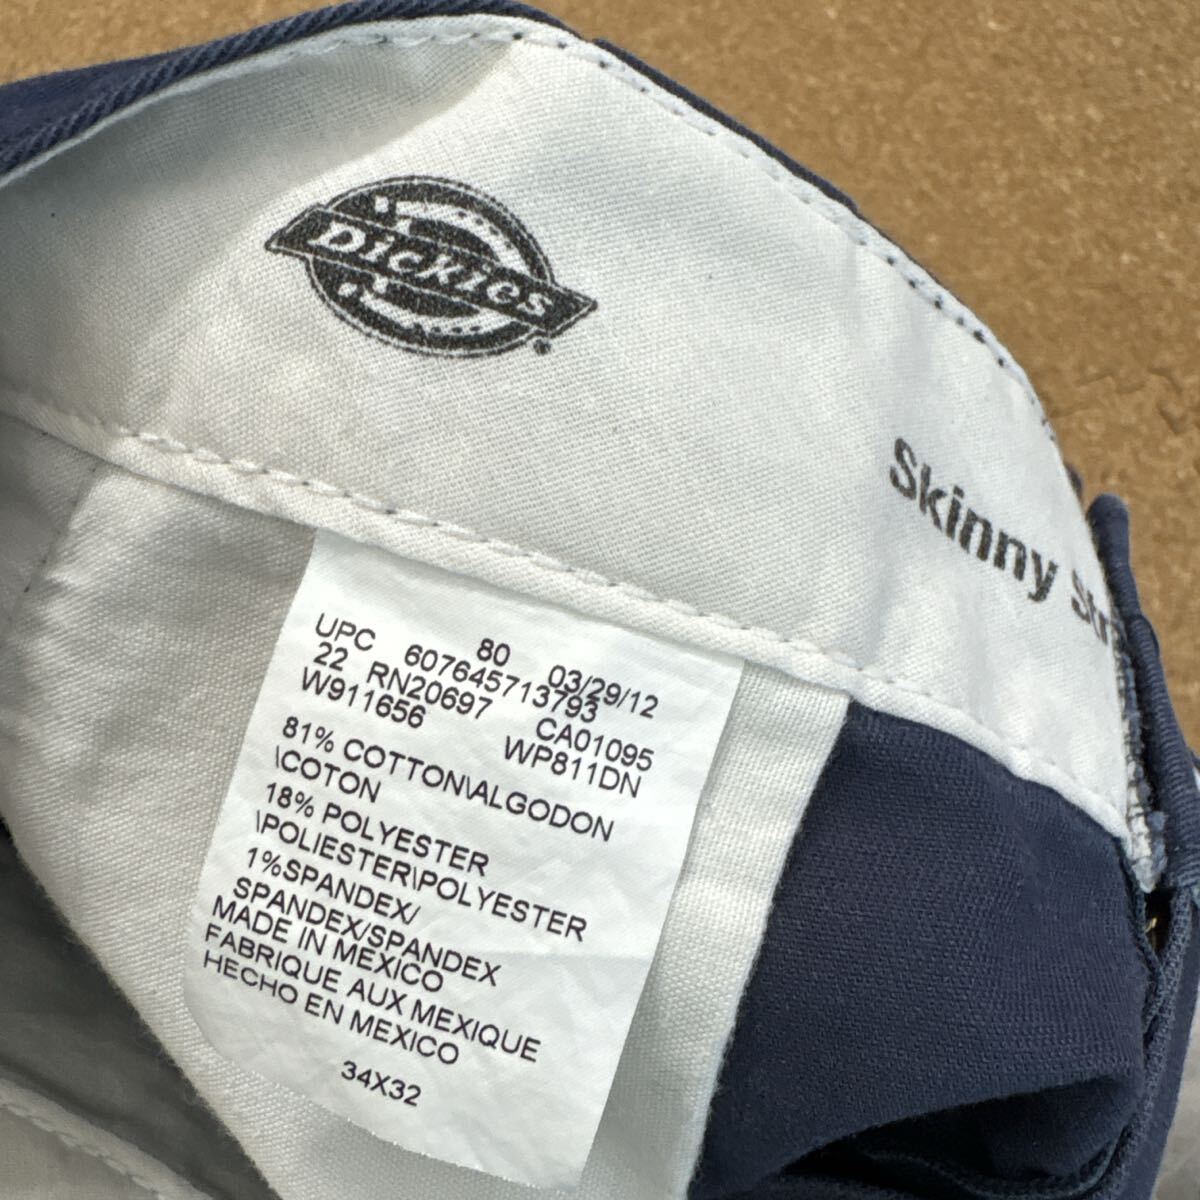 Dickies
Skinny
80 03/29/12
UPC 607645713793
22 RN20697 CA01095
W911656 WP811DN
81% COTTON\ALGODON
\COTON
18% POLYESTER
\POLIESTER\POLYESTER
1%SPANDEX/
SPANDEX/SPANDEX
MADE IN MEXICO
FABRIQUE AUX MEXIQUE
HECHO EN MEXICO
34X32